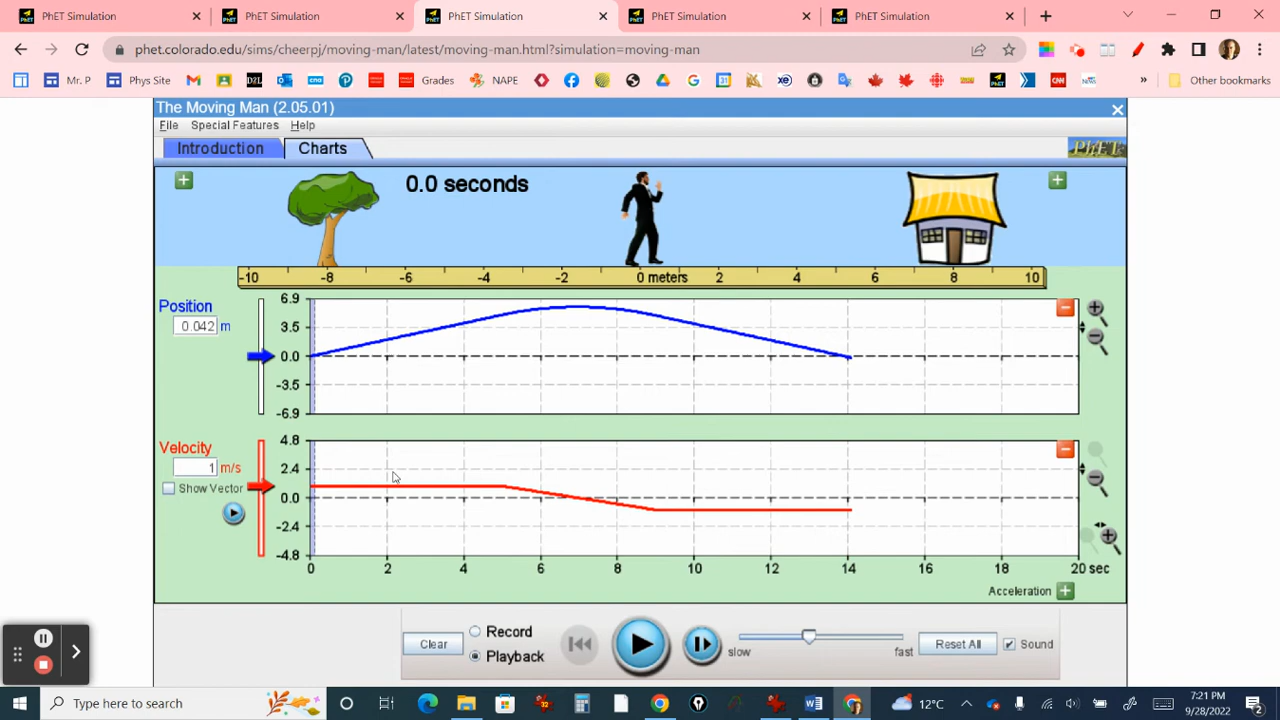 PhET Simulation
PhET Simulation
PhET Simulation
PhET Simulation
PhET Simulation
phet.colorado.edu/sims/cheerpj/moving-man/latest/moving-man.html?simulation=moving-man
Mr. P
Phys Site
Grades
NAPE
Other bookmarks
The Moving Man (2.05.01)
File Special Features Help
Introduction Charts
PhET
0.0 seconds
-10 -8 -6 -4 -2 0 meters 2 4 6 8 10
Position
0.042 m
6.9
3.5
0.0
-3.5
-6.9
Velocity
1 m/s
Show Vector
4.8
2.4
0.0
-2.4
-4.8
0 2 4 6 8 10 12 14 16 18 20 sec
Acceleration
Clear
Record
Playback
slow fast
Reset All
Sound
Type here to search
12°C
7:21 PM
9/28/2022
2